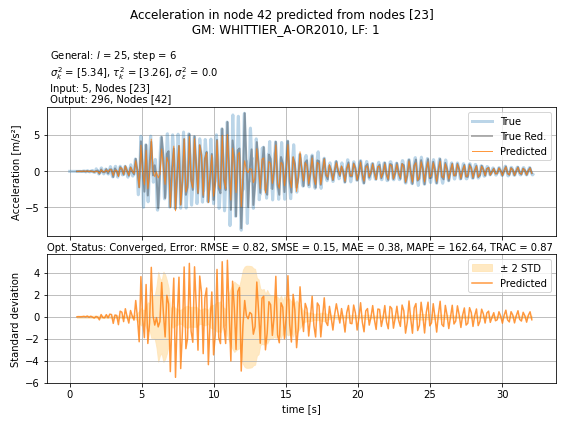 Acceleration in node 42 predicted from nodes [23]
GM: WHITTIER_A-OR2010, LF: 1
General: l = 25, step = 6
σ²ₖ = [5.34], τ²ₖ = [3.26], σ²ε = 0.0
Input: 5, Nodes [23]
Output: 296, Nodes [42]
Acceleration [m/s²]
5
0
−5
True
True Red.
Predicted
Opt. Status: Converged, Error: RMSE = 0.82, SMSE = 0.15, MAE = 0.38, MAPE = 162.64, TRAC = 0.87
Standard deviation
4
2
0
−2
−4
−6
± 2 STD
Predicted
0 5 10 15 20 25 30
time [s]